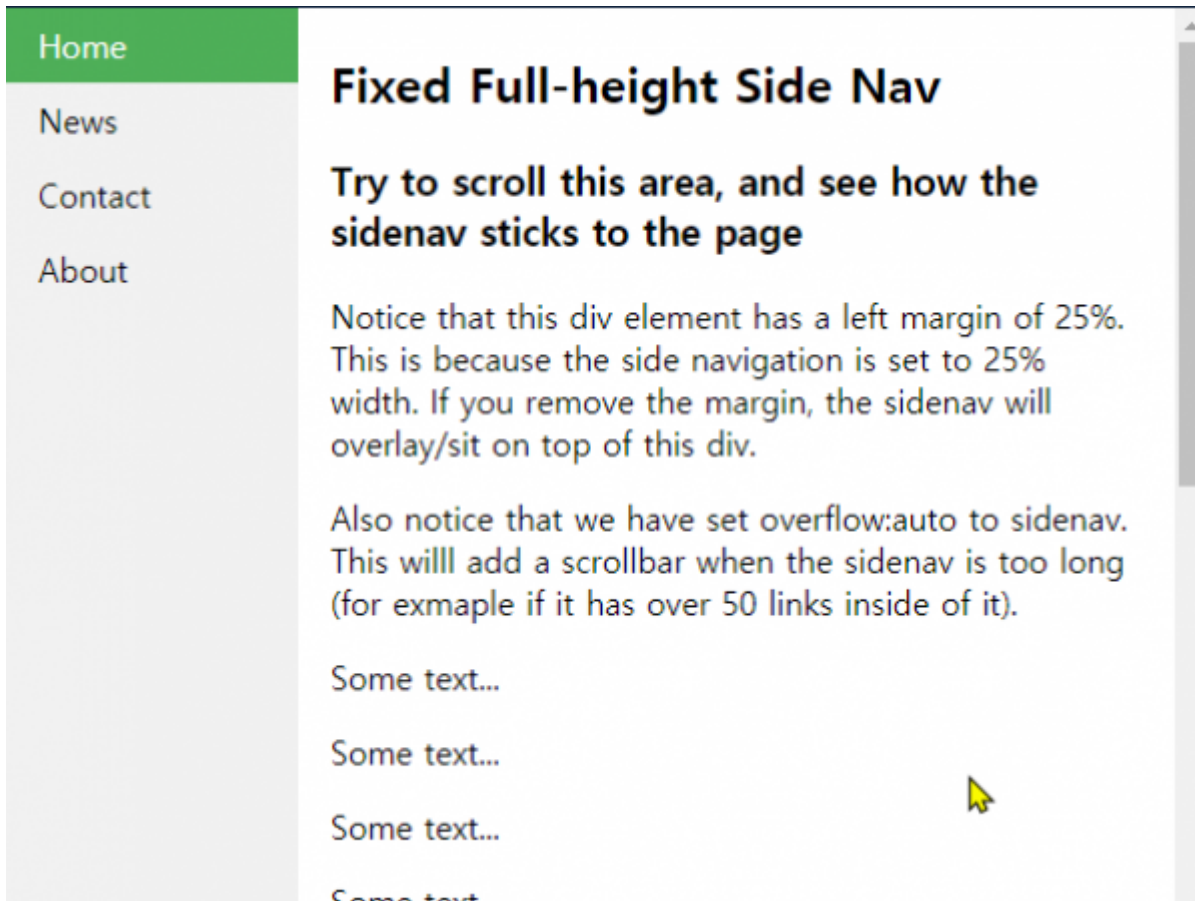 Home
News
Contact
About
Fixed Full-height Side Nav
Try to scroll this area, and see how the
sidenav sticks to the page
Notice that this div element has a left margin of 25%.
This is because the side navigation is set to 25%
width. If you remove the margin, the sidenav will
overlay/sit on top of this div.
Also notice that we have set overflow:auto to sidenav.
This willl add a scrollbar when the sidenav is too long
(for exmaple if it has over 50 links inside of it).
Some text...
Some text...
Some text...
Some text